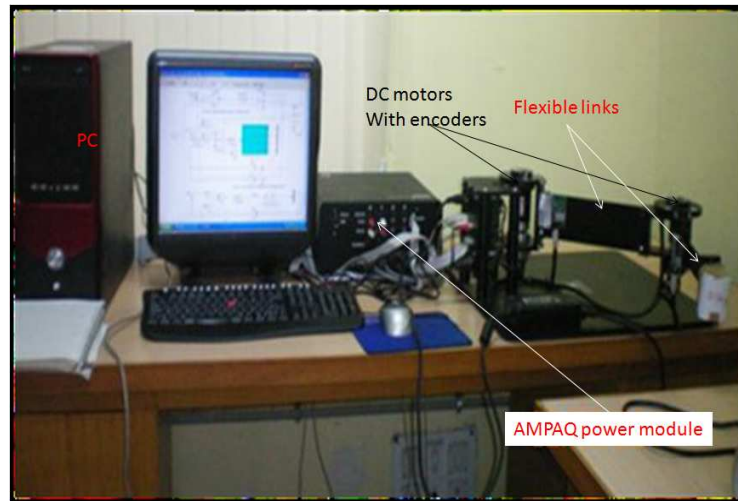 DC motors
With encoders
Flexible links
PC
AMPAQ power module